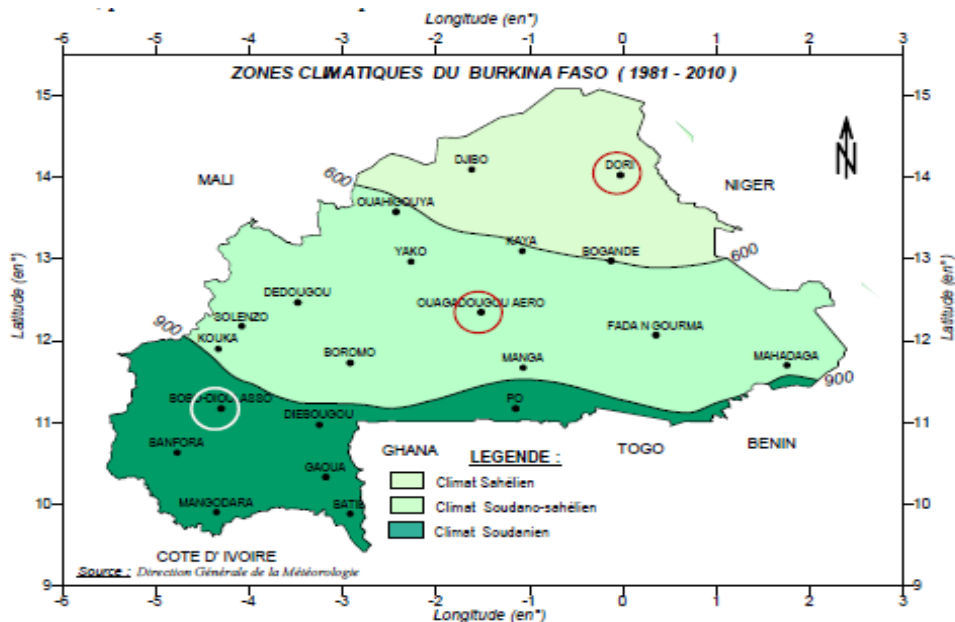 Longitude (en°)
-6 -5 -4 -3 -2 -1 0 1 2 3
ZONES CLIMATIQUES DU BURKINA FASO ( 1981 - 2010 )
15 15
DJIBO
DORI
14 14
MALI
NIGER
600
OUAHIGOUYA
KAYA
BOGANDE
600
13 13
YAKO
Latitude (en°)
Latitude (en°)
DEDOUGOU
OUAGADOUGOU AERO
SOLENZO
FADA N GOURMA
900
KOUKA
12 12
BOROMO
MANGA
MAHADAGA
900
BOBO-DIOULASSO
PO
DIEBOUGOU
11 11
BANFORA
GHANA
TOGO
BENIN
LEGENDE :
GAOUA
Climat Sahélien
MANGODARA
BATIE
Climat Soudano-sahélien
10 10
Climat Soudanien
COTE D' IVOIRE
Source : Direction Générale de la Météorologie
9 9
-6 -5 -4 -3 -2 -1 0 1 2 3
Longitude (en°)